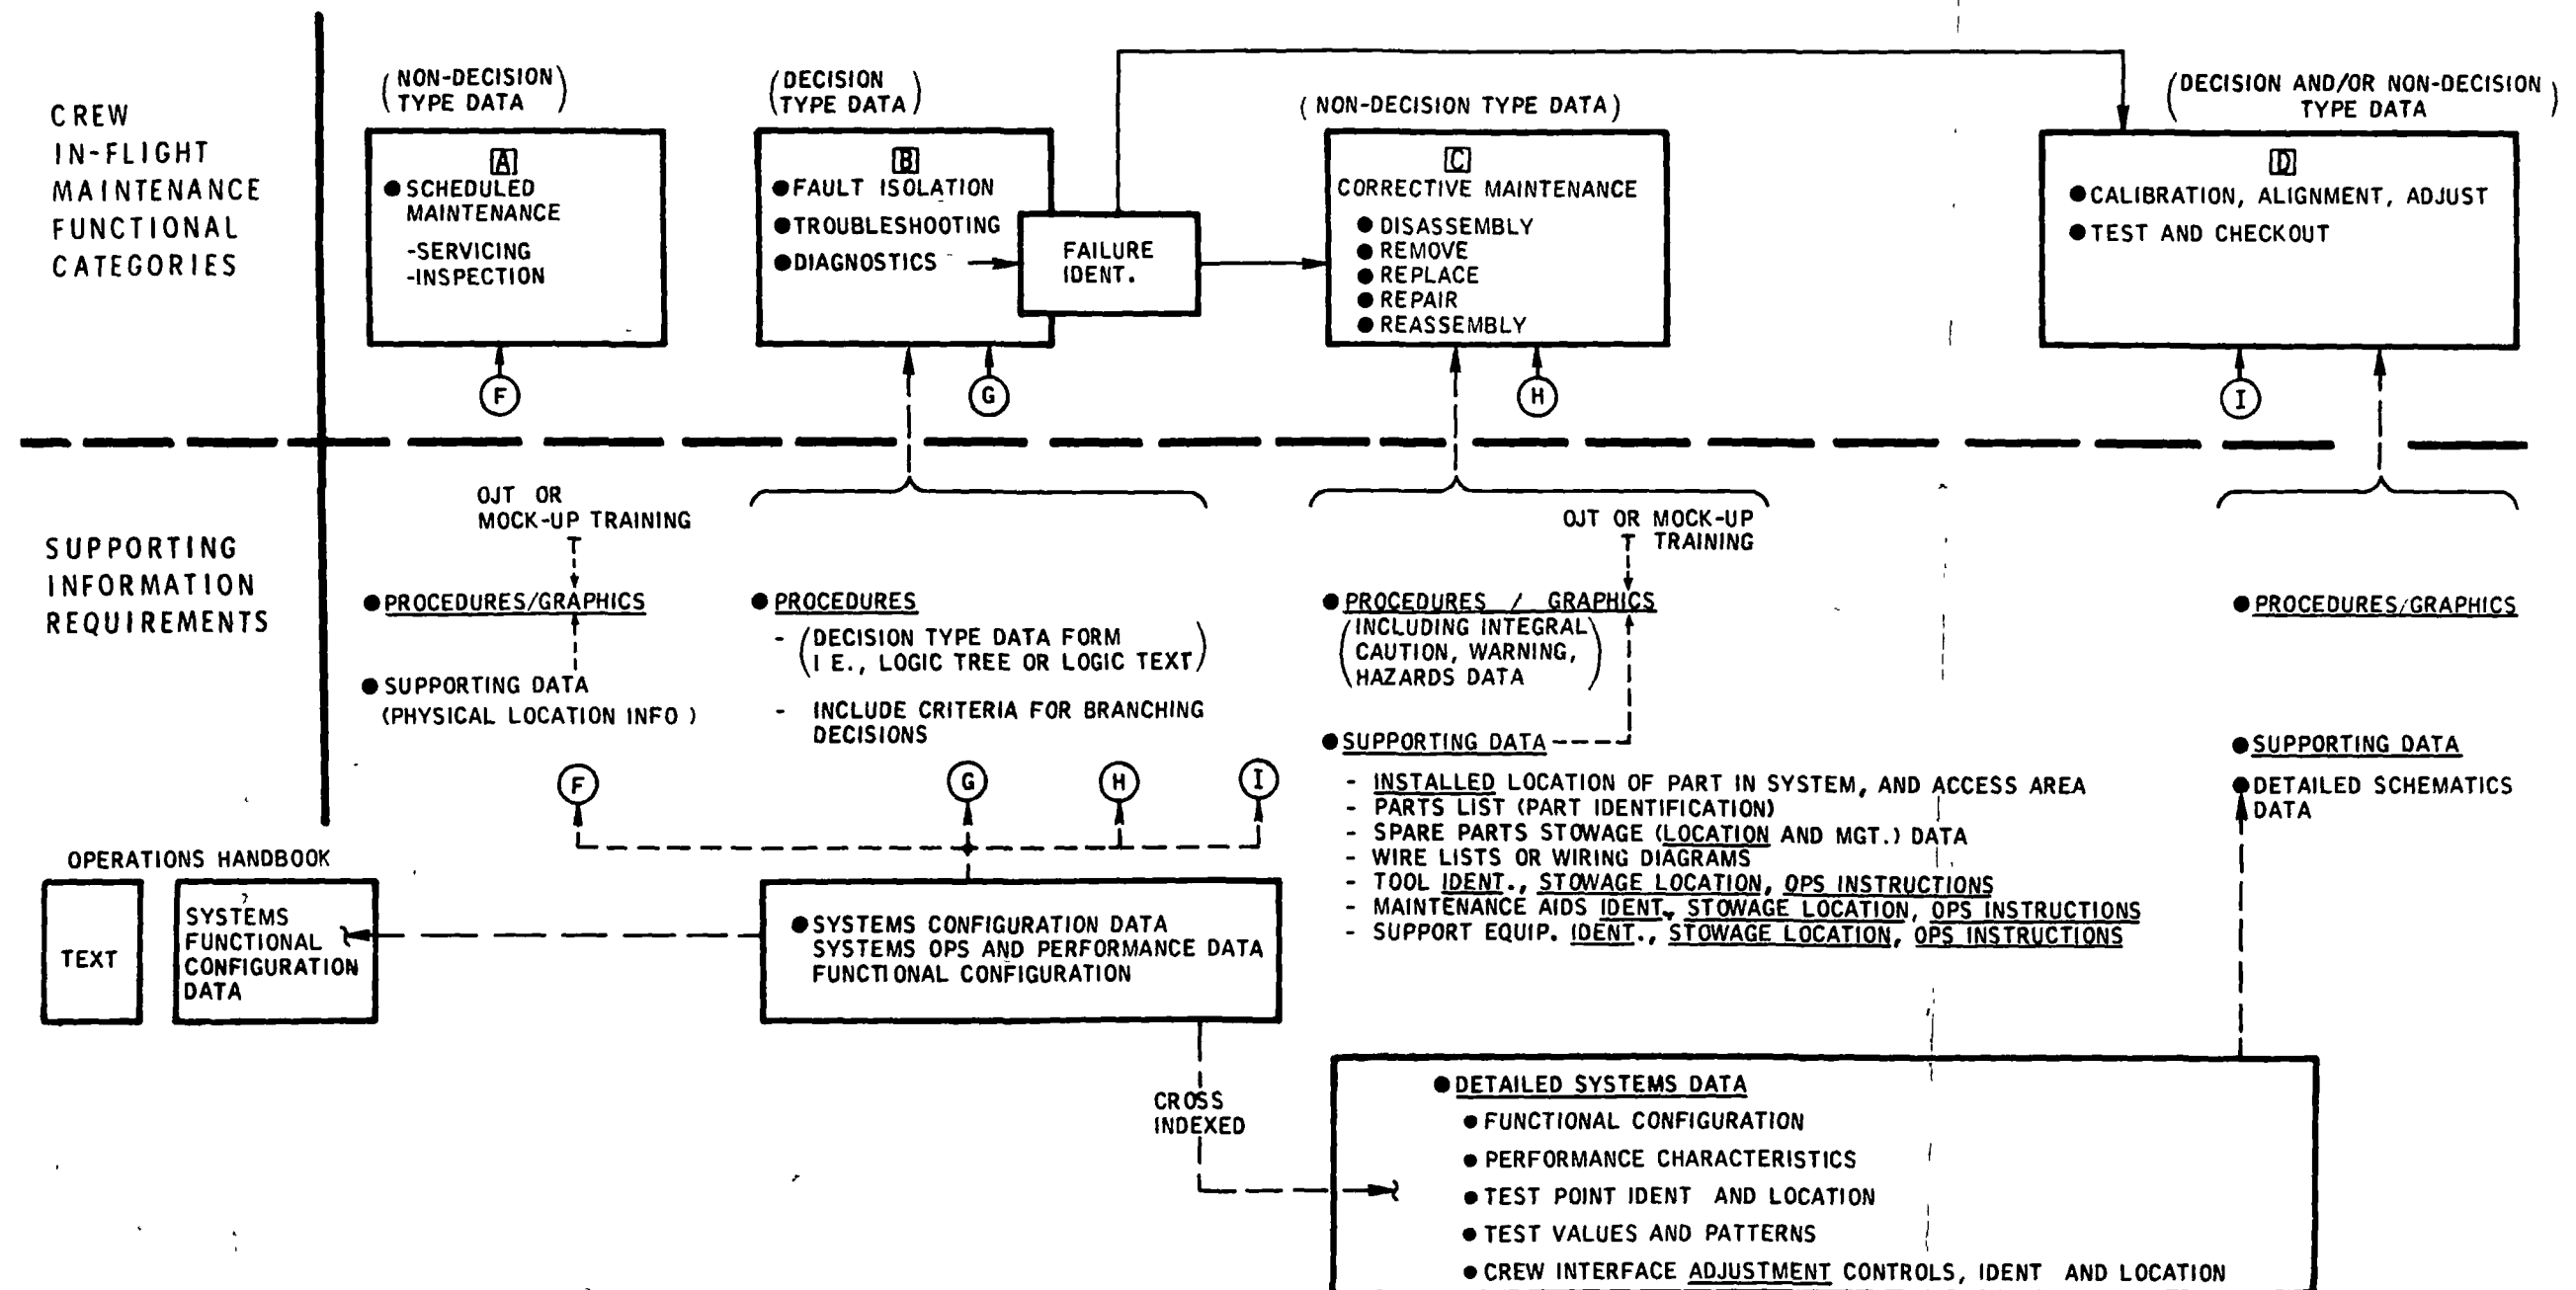 CREW
IN-FLIGHT
MAINTENANCE
FUNCTIONAL
CATEGORIES
(NON-DECISION
TYPE DATA)
A
● SCHEDULED
MAINTENANCE
-SERVICING
-INSPECTION
F
(DECISION
TYPE DATA)
B
● FAULT ISOLATION
● TROUBLESHOOTING
● DIAGNOSTICS
FAILURE
IDENT.
G
(NON-DECISION TYPE DATA)
C
CORRECTIVE MAINTENANCE
● DISASSEMBLY
● REMOVE
● REPLACE
● REPAIR
● REASSEMBLY
H
(DECISION AND/OR NON-DECISION
TYPE DATA)
D
● CALIBRATION, ALIGNMENT, ADJUST
● TEST AND CHECKOUT
I
SUPPORTING
INFORMATION
REQUIREMENTS
OJT OR
MOCK-UP TRAINING
● PROCEDURES/GRAPHICS
● SUPPORTING DATA
(PHYSICAL LOCATION INFO)
F
● PROCEDURES
- (DECISION TYPE DATA FORM
I E., LOGIC TREE OR LOGIC TEXT)
- INCLUDE CRITERIA FOR BRANCHING
DECISIONS
G
H
I
OJT OR MOCK-UP
TRAINING
● PROCEDURES / GRAPHICS
(INCLUDING INTEGRAL
CAUTION, WARNING,
HAZARDS DATA)
● SUPPORTING DATA
- INSTALLED LOCATION OF PART IN SYSTEM, AND ACCESS AREA
- PARTS LIST (PART IDENTIFICATION)
- SPARE PARTS STOWAGE (LOCATION AND MGT.) DATA
- WIRE LISTS OR WIRING DIAGRAMS
- TOOL IDENT., STOWAGE LOCATION, OPS INSTRUCTIONS
- MAINTENANCE AIDS IDENT., STOWAGE LOCATION, OPS INSTRUCTIONS
- SUPPORT EQUIP. IDENT., STOWAGE LOCATION, OPS INSTRUCTIONS
● PROCEDURES/GRAPHICS
● SUPPORTING DATA
● DETAILED SCHEMATICS
DATA
OPERATIONS HANDBOOK
TEXT
SYSTEMS
FUNCTIONAL
CONFIGURATION
DATA
● SYSTEMS CONFIGURATION DATA
SYSTEMS OPS AND PERFORMANCE DATA
FUNCTIONAL CONFIGURATION
CROSS
INDEXED
● DETAILED SYSTEMS DATA
● FUNCTIONAL CONFIGURATION
● PERFORMANCE CHARACTERISTICS
● TEST POINT IDENT AND LOCATION
● TEST VALUES AND PATTERNS
● CREW INTERFACE ADJUSTMENT CONTROLS, IDENT AND LOCATION